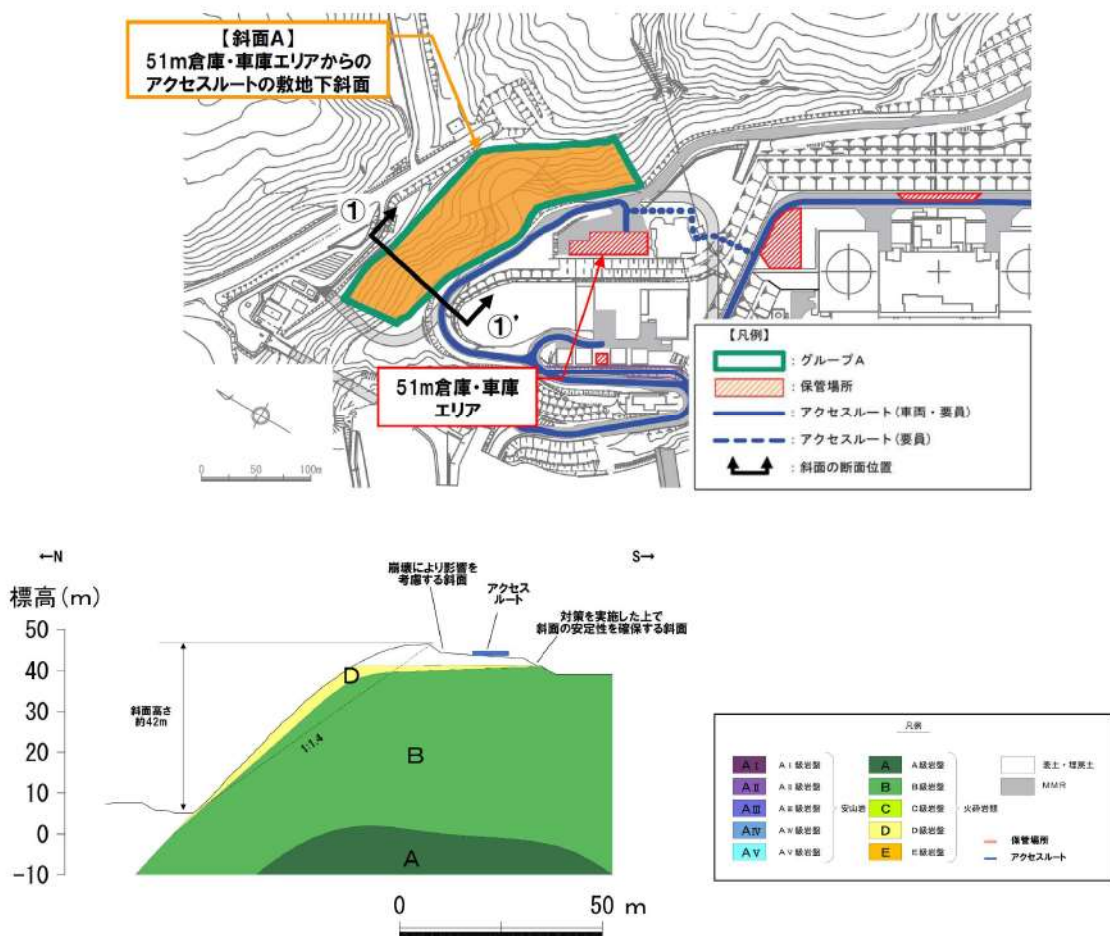 【斜面A】
51m倉庫・車庫エリアからの
アクセスルートの敷地下斜面
①
①'
51m倉庫・車庫
エリア
0 50 100m
【凡例】
：グループA
：保管場所
：アクセスルート(車両・要員)
：アクセスルート(要員)
：斜面の断面位置
←N
S→
標高(m)
崩壊により影響を
考慮する斜面
アクセス
ルート
対策を実施した上で
斜面の安定性を確保する斜面
50
40
30
20
10
0
-10
斜面高さ
約42m
1:1.4
D
B
A
0 50 m
凡例
AⅠ AⅠ級岩盤
AⅡ AⅡ級岩盤
AⅢ AⅢ級岩盤
AⅣ AⅣ級岩盤
AⅤ AⅤ級岩盤
安山岩
A A級岩盤
B B級岩盤
C C級岩盤
D D級岩盤
E E級岩盤
火砕岩類
表土・埋戻土
MMR
保管場所
アクセスルート